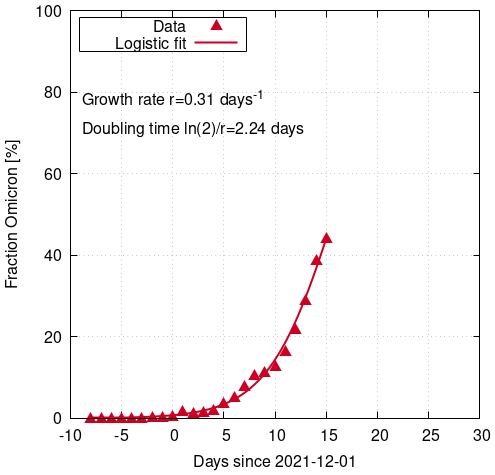 100
80
60
40
20
0
-10 -5 0 5 10 15 20 25 30
Data
Logistic fit
Growth rate r=0.31 days-1
Doubling time ln(2)/r=2.24 days
Fraction Omicron [%]
Days since 2021-12-01